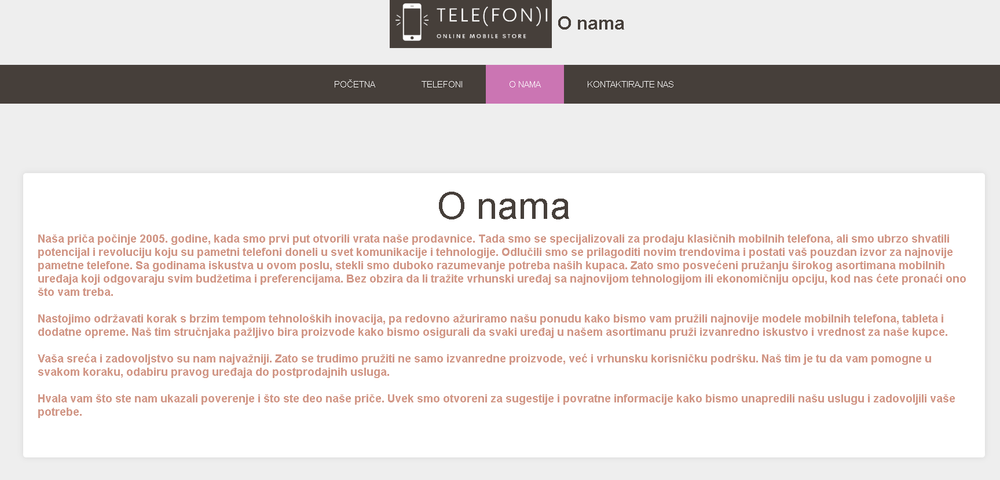 TELE(FON)I
ONLINE MOBILE STORE
O nama
POČETNA
TELEFONI
O NAMA
KONTAKTIRAJTE NAS
O nama
Naša priča počinje 2005. godine, kada smo prvi put otvorili vrata naše prodavnice. Tada smo se specijalizovali za prodaju klasičnih mobilnih telefona, ali smo ubrzo shvatili
potencijal i revoluciju koju su pametni telefoni doneli u svet komunikacije i tehnologije. Odlučili smo se prilagoditi novim trendovima i postati vaš pouzdan izvor za najnovije
pametne telefone. Sa godinama iskustva u ovom poslu, stekli smo duboko razumevanje potreba naših kupaca. Zato smo posvećeni pružanju širokog asortimana mobilnih
uređaja koji odgovaraju svim budžetima i preferencijama. Bez obzira da li tražite vrhunski uređaj sa najnovijom tehnologijom ili ekonomičniju opciju, kod nas ćete pronaći ono
što vam treba.
Nastojimo održavati korak s brzim tempom tehnoloških inovacija, pa redovno ažuriramo našu ponudu kako bismo vam pružili najnovije modele mobilnih telefona, tableta i
dodatne opreme. Naš tim stručnjaka pažljivo bira proizvode kako bismo osigurali da svaki uređaj u našem asortimanu pruži izvanredno iskustvo i vrednost za naše kupce.
Vaša sreća i zadovoljstvo su nam najvažniji. Zato se trudimo pružiti ne samo izvanredne proizvode, već i vrhunsku korisničku podršku. Naš tim je tu da vam pomogne u
svakom koraku, odabiru pravog uređaja do postprodajnih usluga.
Hvala vam što ste nam ukazali poverenje i što ste deo naše priče. Uvek smo otvoreni za sugestije i povratne informacije kako bismo unapredili našu uslugu i zadovoljili vaše
potrebe.